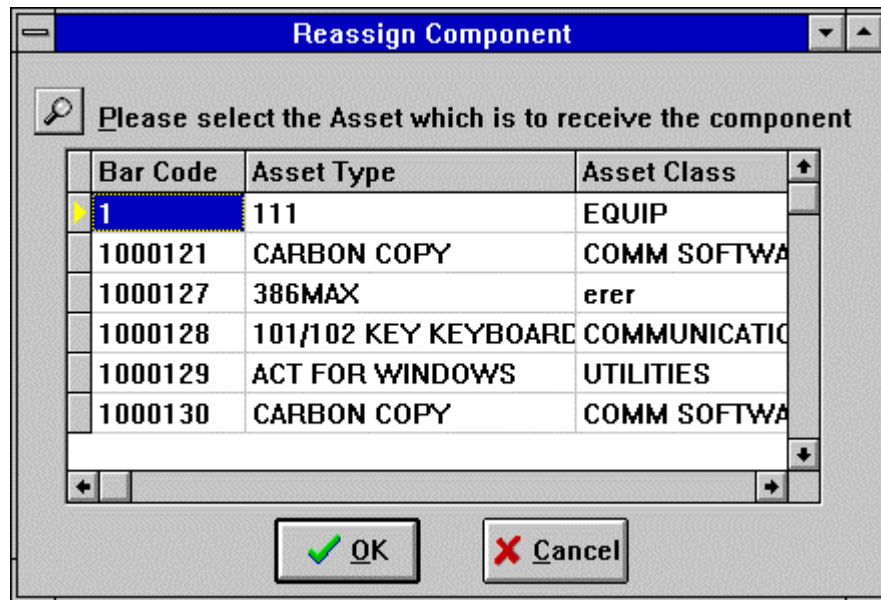 Reassign Component
Please select the Asset which is to receive the component
Bar Code Asset Type Asset Class
1 111 EQUIP
1000121 CARBON COPY COMM SOFTWA
1000127 386MAX erer
1000128 101/102 KEY KEYBOARD COMMUNICATIC
1000129 ACT FOR WINDOWS UTILITIES
1000130 CARBON COPY COMM SOFTWA
OK Cancel